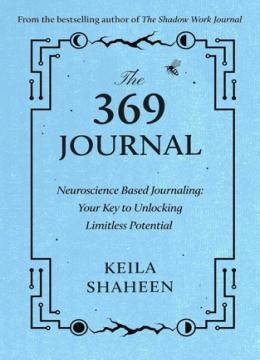 From the bestselling author of The Shadow Work Journal
The
369
JOURNAL
Neuroscience Based Journaling:
Your Key to Unlocking
Limitless Potential
KEILA
SHAHEEN